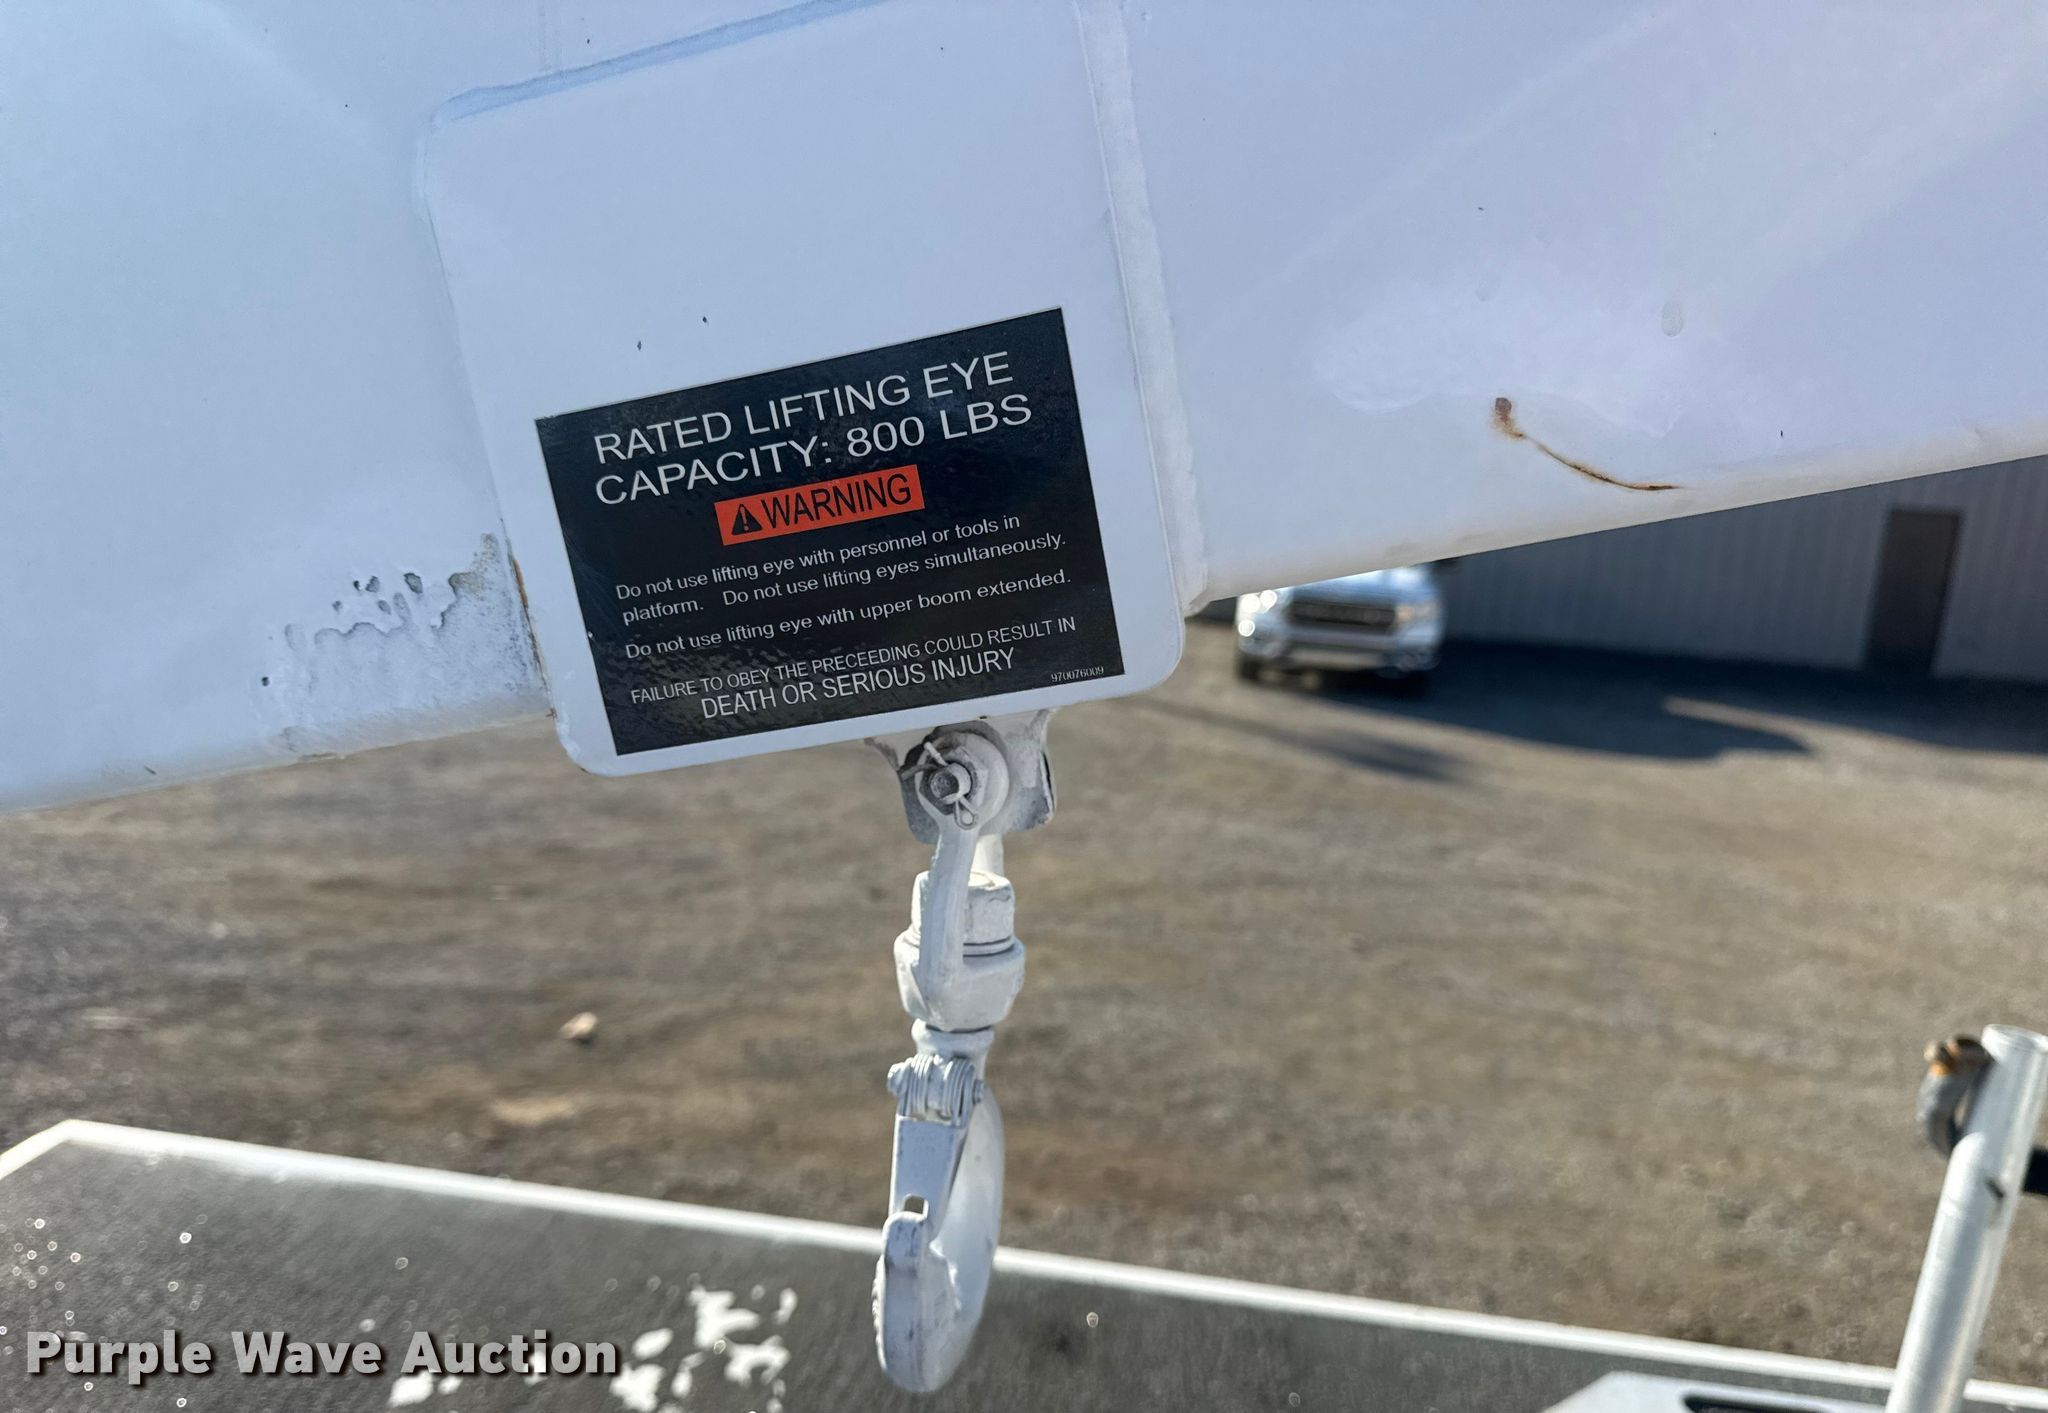 RATED LIFTING EYE
CAPACITY: 800 LBS
WARNING
Do not use lifting eye with personnel or tools in
platform. Do not use lifting eyes simultaneously.
Do not use lifting eye with upper boom extended.
FAILURE TO OBEY THE PRECEEDING COULD RESULT IN
DEATH OR SERIOUS INJURY
970076009
Purple Wave Auction